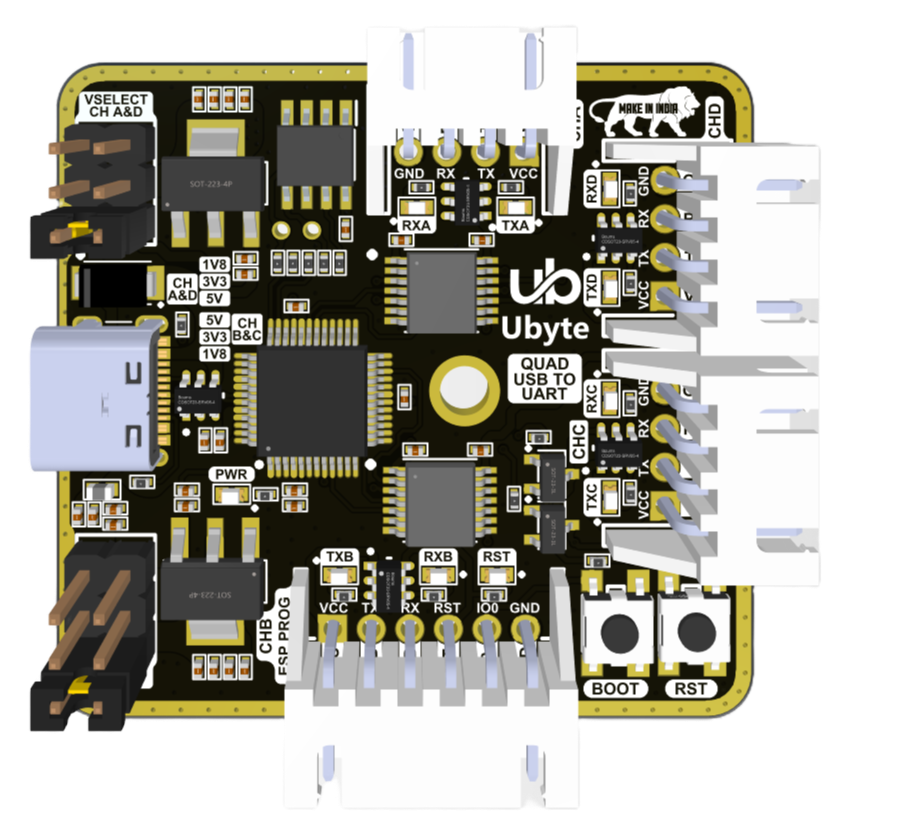 VSELECT
CH A&D
MAKE IN INDIA
CHD
SOT-223-4P
GND RX TX VCC
RXA
TXA
RXD
TXD
GND
RX
TX
VCC
1V8
3V3
5V
CH
A&D
5V
3V3
1V8
CH
B&C
ub
Ubyte
QUAD
USB TO
UART
RXC
TXC
CHC
GND
RX
TX
VCC
PWR
SOT-223-4P
CHB
ESP PROG
TXB
RXB
RST
VCC TX RX RST IO0 GND
BOOT
RST